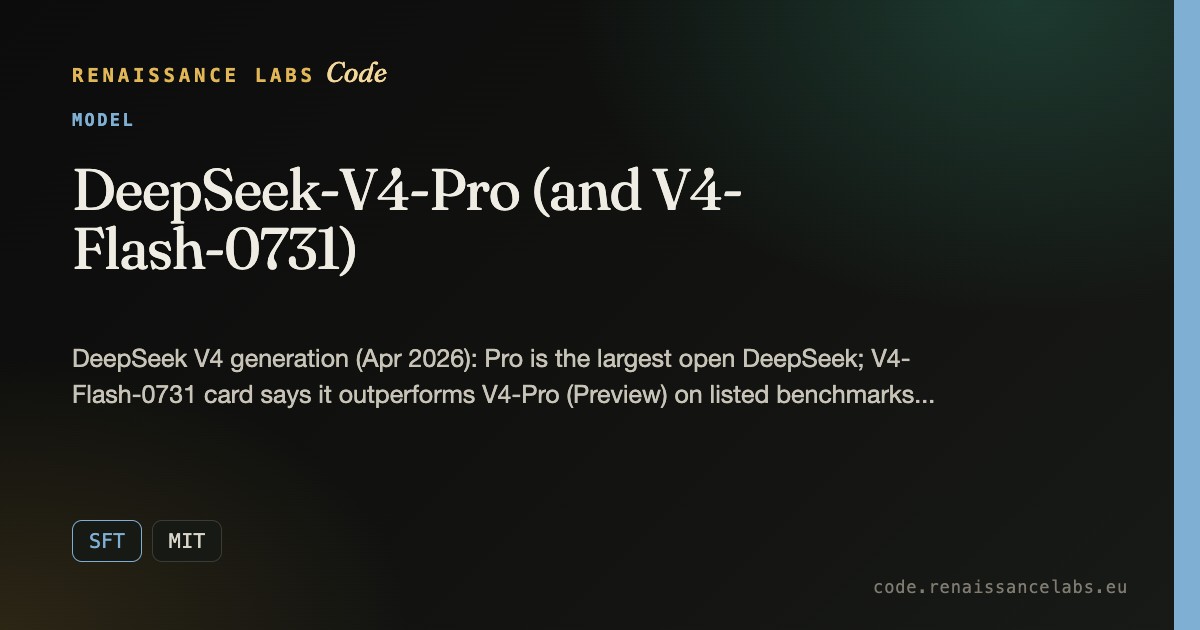 RENAISSANCE LABS Code
MODEL
DeepSeek-V4-Pro (and V4-
Flash-0731)
DeepSeek V4 generation (Apr 2026): Pro is the largest open DeepSeek; V4-
Flash-0731 card says it outperforms V4-Pro (Preview) on listed benchmarks...
SFT MIT
code.renaissancelabs.eu